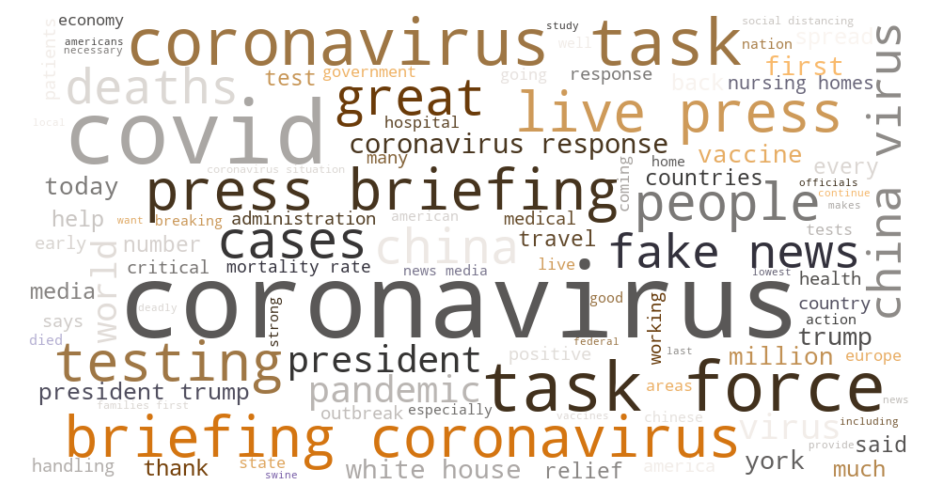 economy
americans
necessary
patients
coronavirus task
study
well
social distancing
spread
nation
deaths
test
government
going
response
first
back
nursing homes
china virus
local
covid
great
hospital
live press
coronavirus response
many
coronavirus situation
vaccine
every
home
countries
officials
continue
makes
today
press briefing
coming
people
help
want
breaking
administration
american
medical
tests
early
number
cases
china
travel
fake news
world
critical
mortality rate
news media
live
lowest
health
media
deadly
coronavirus
good
country
action
says
died
strong
federal
working
trump
testing
president
positive
last
million
europe
president trump
pandemic
task force
areas
families first
outbreak
especially
vaccines
chinese
news
briefing coronavirus
virus
including
provide
said
handling
thank
state
swine
white house
relief
america
york
much